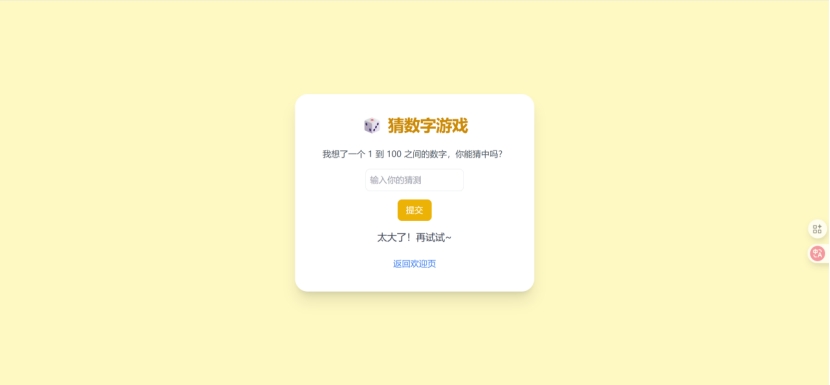 猜数字游戏
我想了一个 1 到 100 之间的数字，你能猜中吗？
输入你的猜测
提交
太大了！再试试~
返回欢迎页